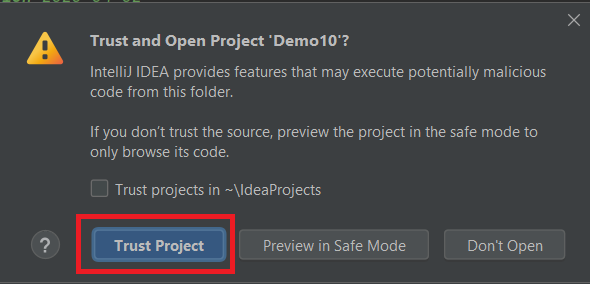 Trust and Open Project 'Demo10'?
IntelliJ IDEA provides features that may execute potentially malicious
code from this folder.
If you don't trust the source, preview the project in the safe mode to
only browse its code.
Trust projects in ~\IdeaProjects
? Trust Project Preview in Safe Mode Don't Open